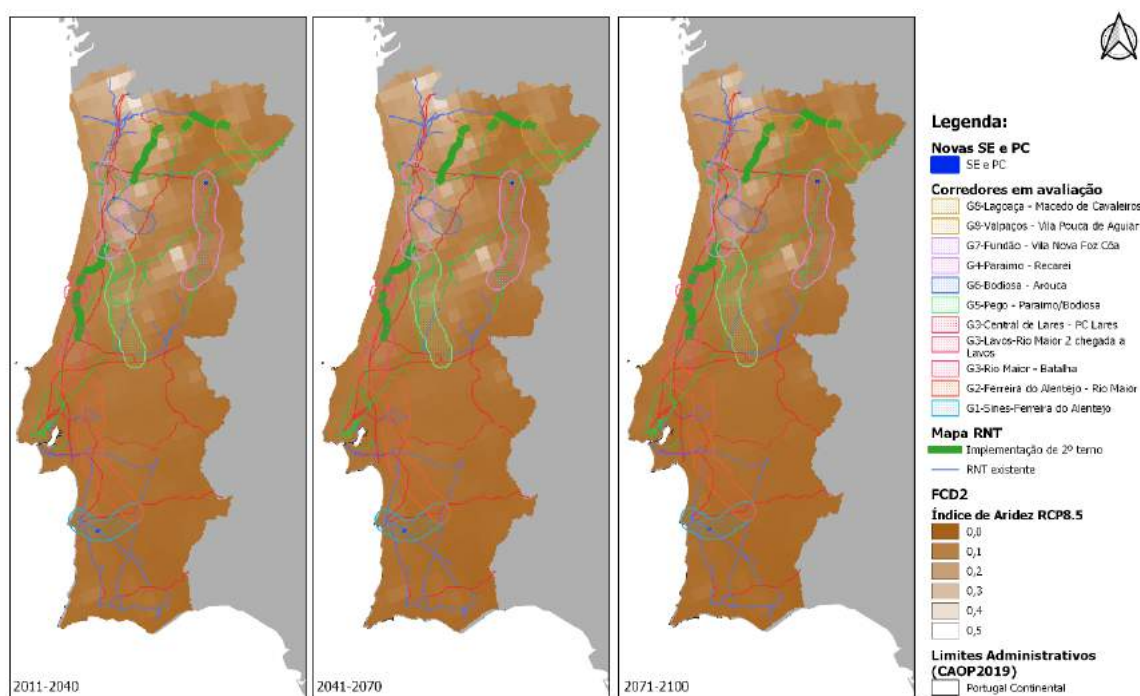 2011-2040
2041-2070
2071-2100
Legenda:
Novas SE e PC
SE e PC
Corredores em avaliação
G8-Lagoaça - Macedo de Cavaleiros
G8-Valpaços - Vila Pouca de Aguiar
G7-Fundão - Vila Nova Foz Côa
G4-Paraimo - Recarei
G6-Bodiosa - Arouca
G5-Pego - Paraimo/Bodiosa
G3-Central de Lares - PC Lares
G3-Lavos-Rio Maior 2 chegada a
Lavos
G3-Rio Maior - Batalha
G2-Ferreira do Alentejo - Rio Maior
G1-Sines-Ferreira do Alentejo
Mapa RNT
Implementação de 2º terno
RNT existente
FCD2
Índice de Aridez RCP8.5
0,0
0,1
0,2
0,3
0,4
0,5
Limites Administrativos
(CAOP2019)
Portugal Continental